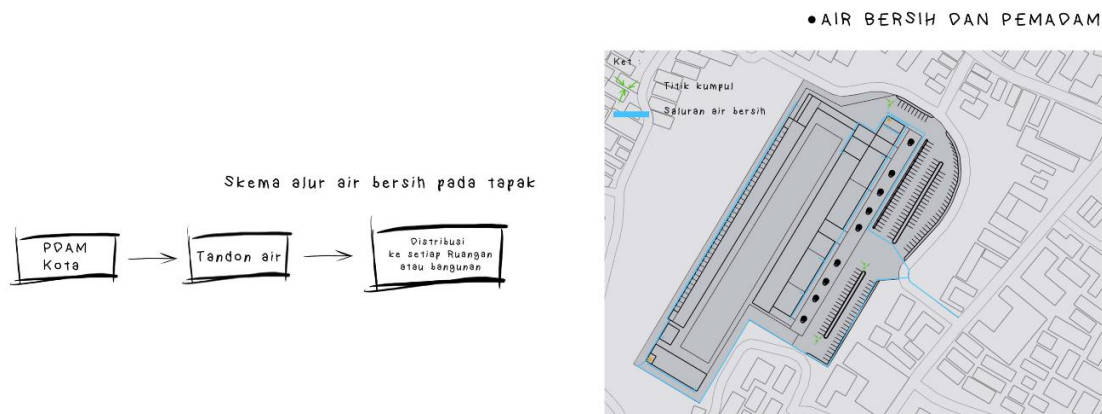 •AIR BERSIH DAN PEMADAM
Ket :
Titik kumpul
Saluran air bersih
Skema alur air bersih pada tapak
PDAM
Kota
Tandon air
Distribusi
ke setiap Ruangan
atau bangunan